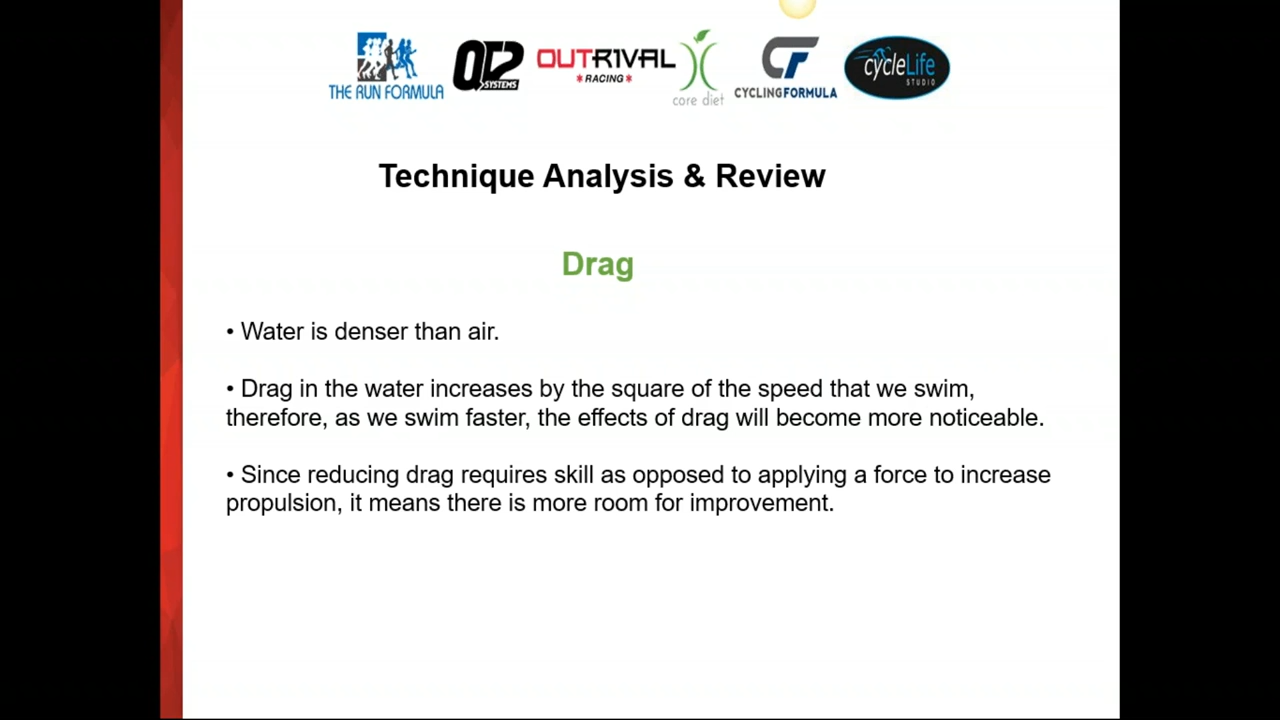 THE RUN FORMULA
QT2
SYSTEMS
OUTRIVAL
RACING
core diet
CF
CYCLINGFORMULA
cycleLife
STUDIO
Technique Analysis & Review
Drag
• Water is denser than air.
• Drag in the water increases by the square of the speed that we swim,
therefore, as we swim faster, the effects of drag will become more noticeable.
• Since reducing drag requires skill as opposed to applying a force to increase
propulsion, it means there is more room for improvement.